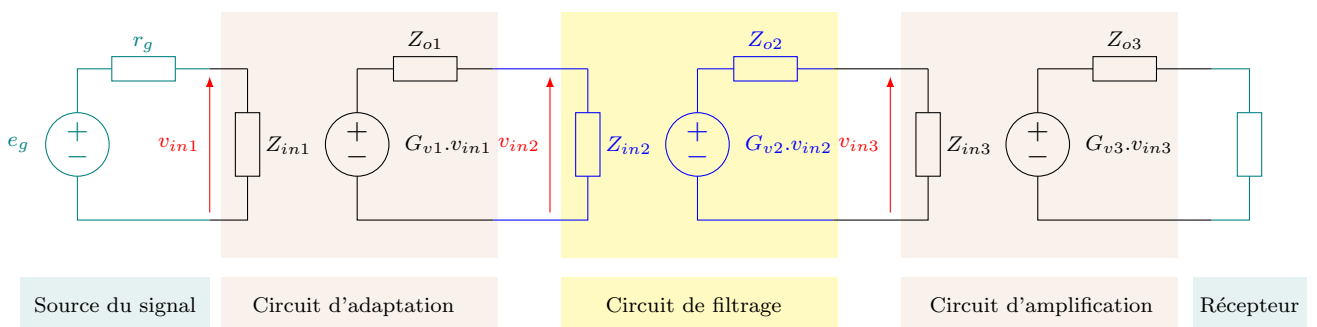 r_g
Z_{o1}
Z_{o2}
Z_{o3}
e_g
v_{in1}
Z_{in1}
G_{v1}.v_{in1}
v_{in2}
Z_{in2}
G_{v2}.v_{in2}
v_{in3}
Z_{in3}
G_{v3}.v_{in3}
Source du signal
Circuit d'adaptation
Circuit de filtrage
Circuit d'amplification
Récepteur